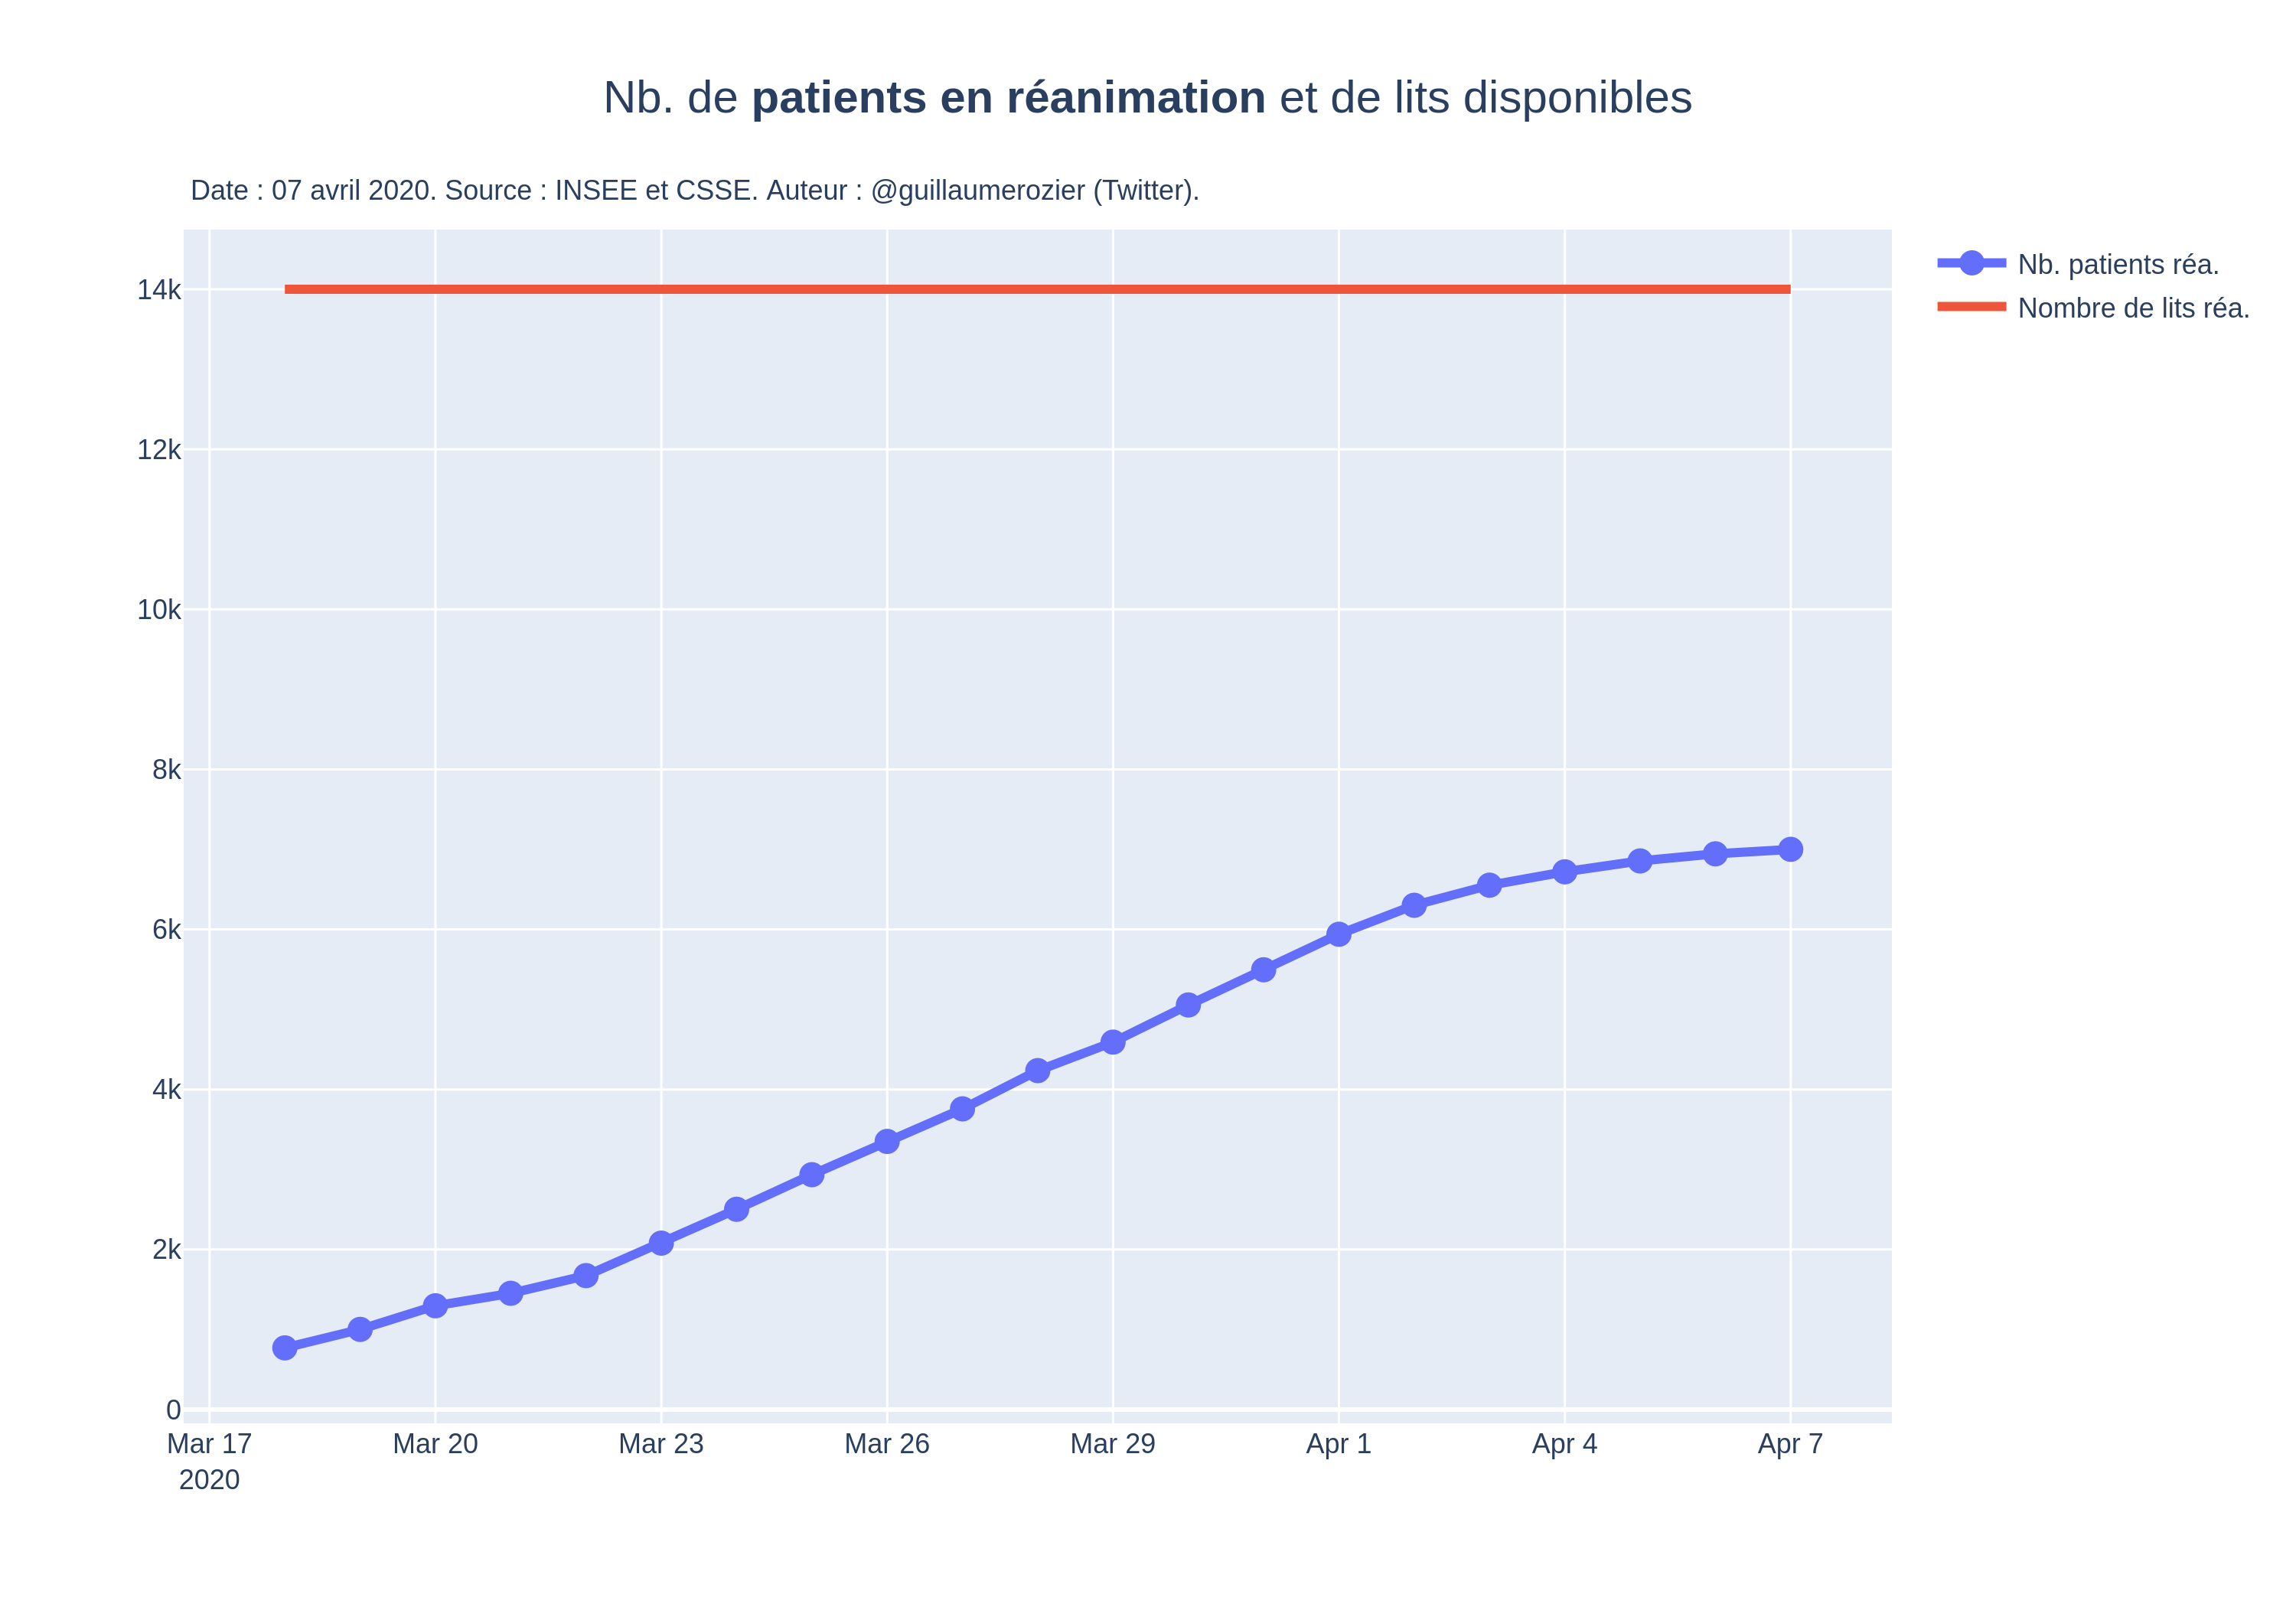 Nb. de patients en réanimation et de lits disponibles
Date : 07 avril 2020. Source : INSEE et CSSE. Auteur : @guillaumerozier (Twitter).
Nb. patients réa.
Nombre de lits réa.
14k
12k
10k
8k
6k
4k
2k
0
Mar 17 Mar 20 Mar 23 Mar 26 Mar 29 Apr 1 Apr 4 Apr 7
2020